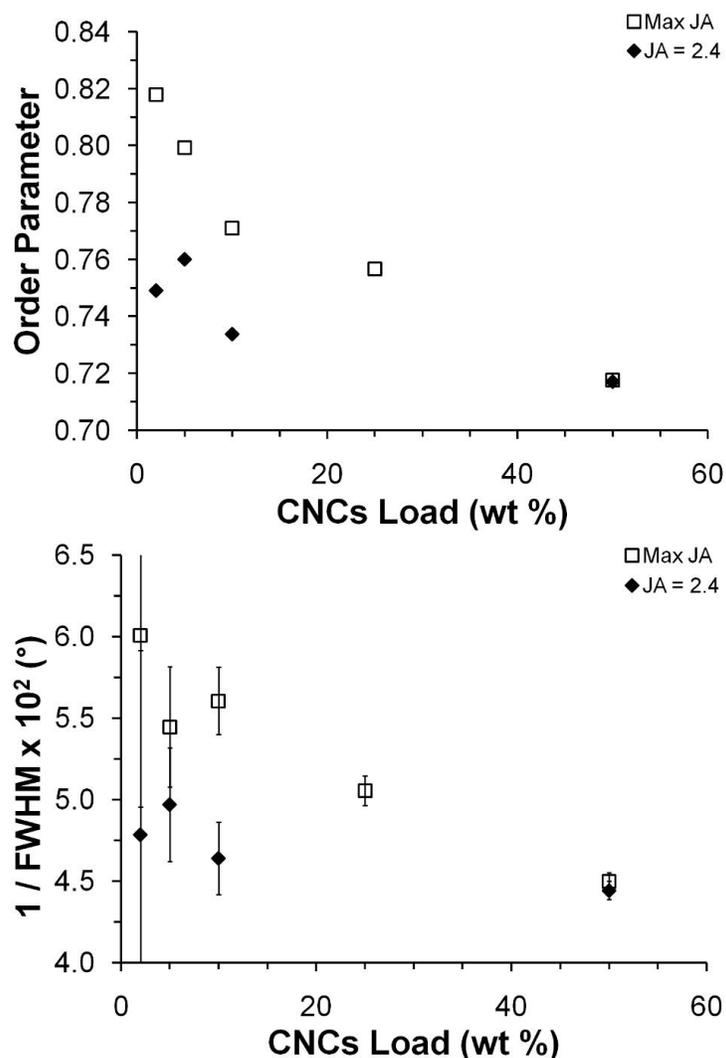 Max JA
JA = 2.4
0.84
0.82
0.80
0.78
0.76
0.74
0.72
0.70
Order Parameter
0 20 40 60
CNCs Load (wt %)
Max JA
JA = 2.4
6.5
6.0
5.5
5.0
4.5
4.0
1 / FWHM x 10² (°)
0 20 40 60
CNCs Load (wt %)